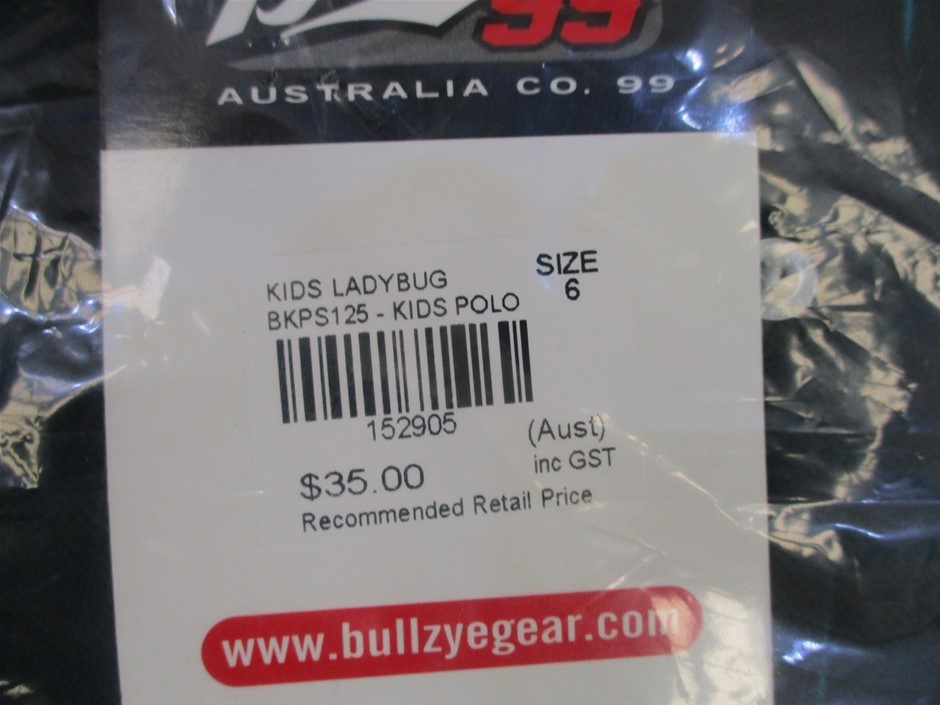 99
AUSTRALIA CO. 99
KIDS LADYBUG
BKPS125 - KIDS POLO
SIZE
6
152905
(Aust)
inc GST
$35.00
Recommended Retail Price
www.bullzyegear.com